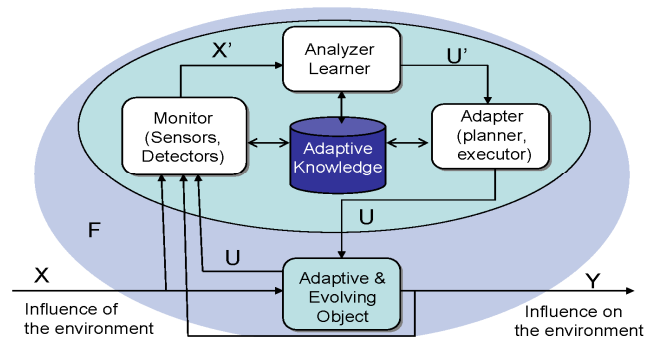 X’
Analyzer
Learner
U’
Monitor
(Sensors,
Detectors)
Adaptive
Knowledge
Adapter
(planner,
executor)
U
F
U
X
Adaptive &
Evolving
Object
Y
Influence of
the environment
Influence on
the environment